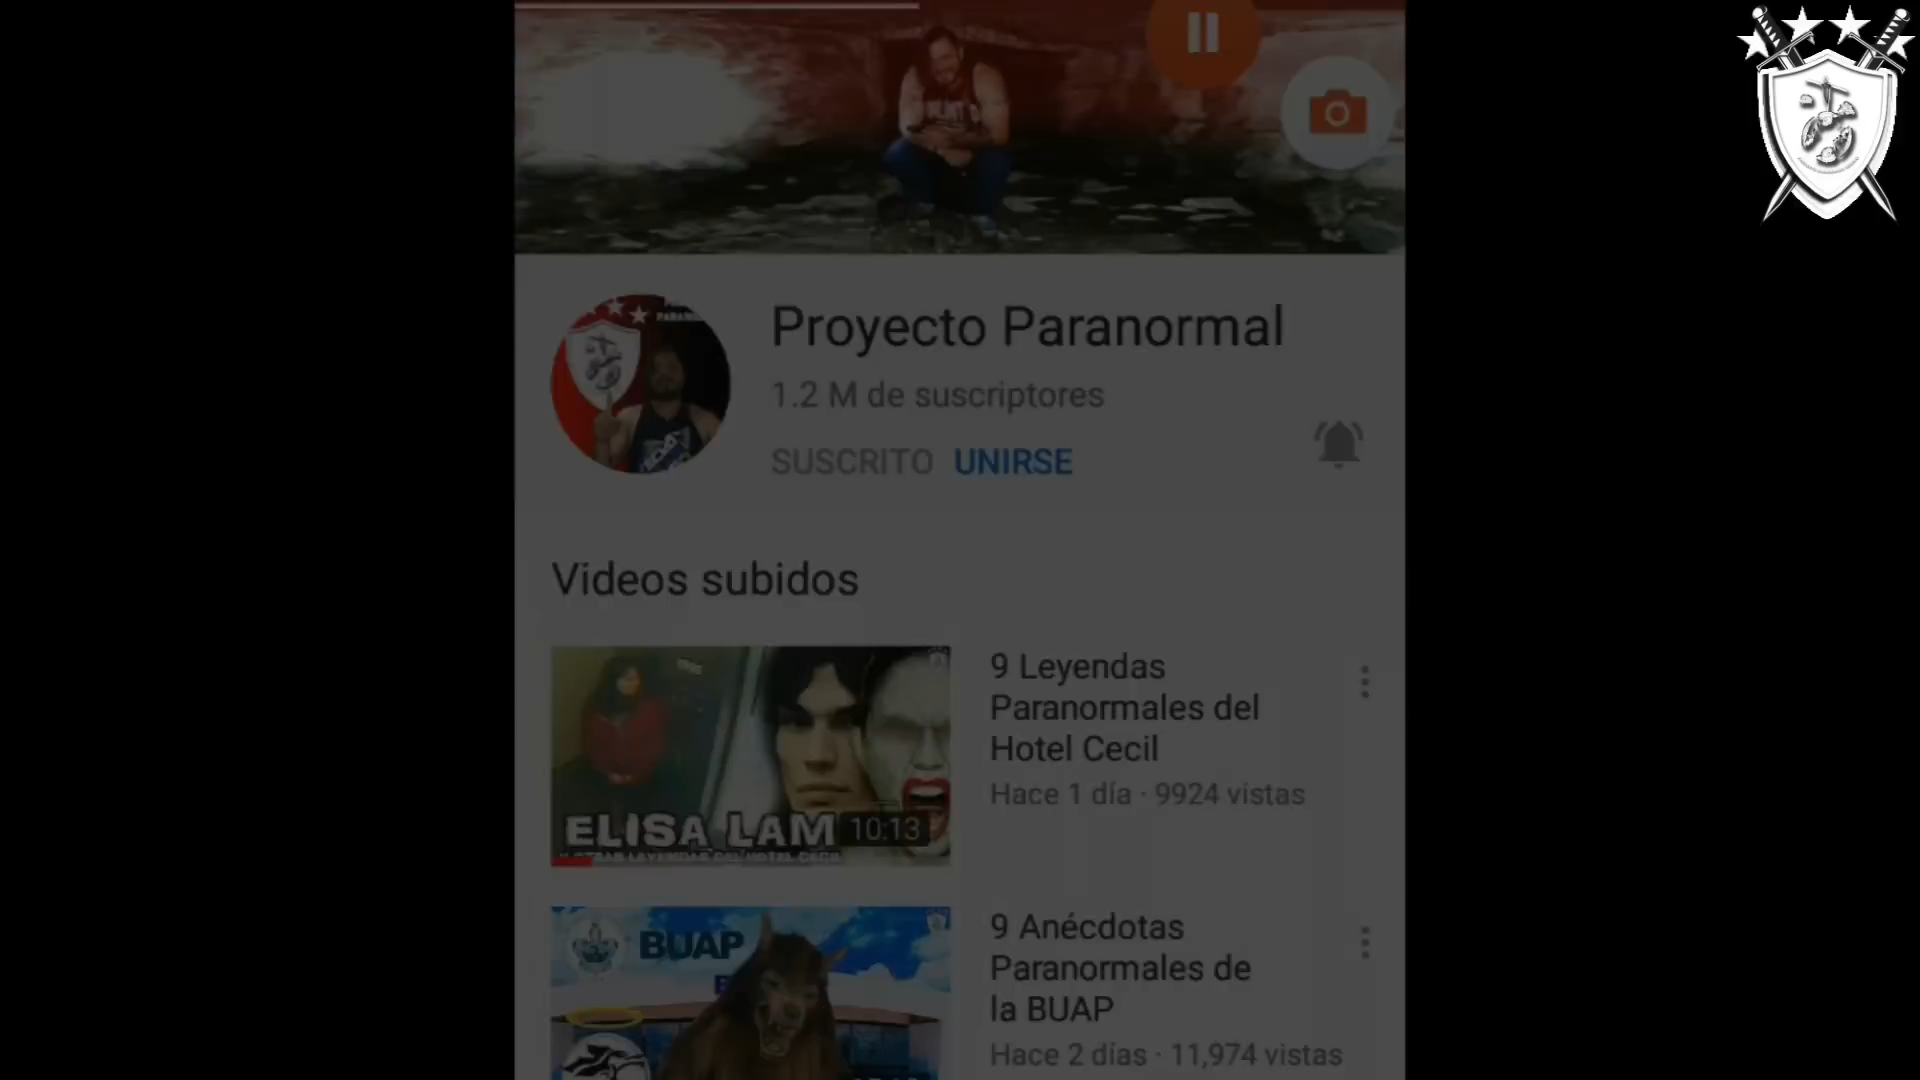 Proyecto Paranormal
1.2 M de suscriptores
SUSCRITO UNIRSE
Videos subidos
9 Leyendas
Paranormales del
Hotel Cecil
Hace 1 día · 9924 vistas
ELISA LAM
10:13
9 Anécdotas
Paranormales de
la BUAP
Hace 2 días · 11,974 vistas
BUAP